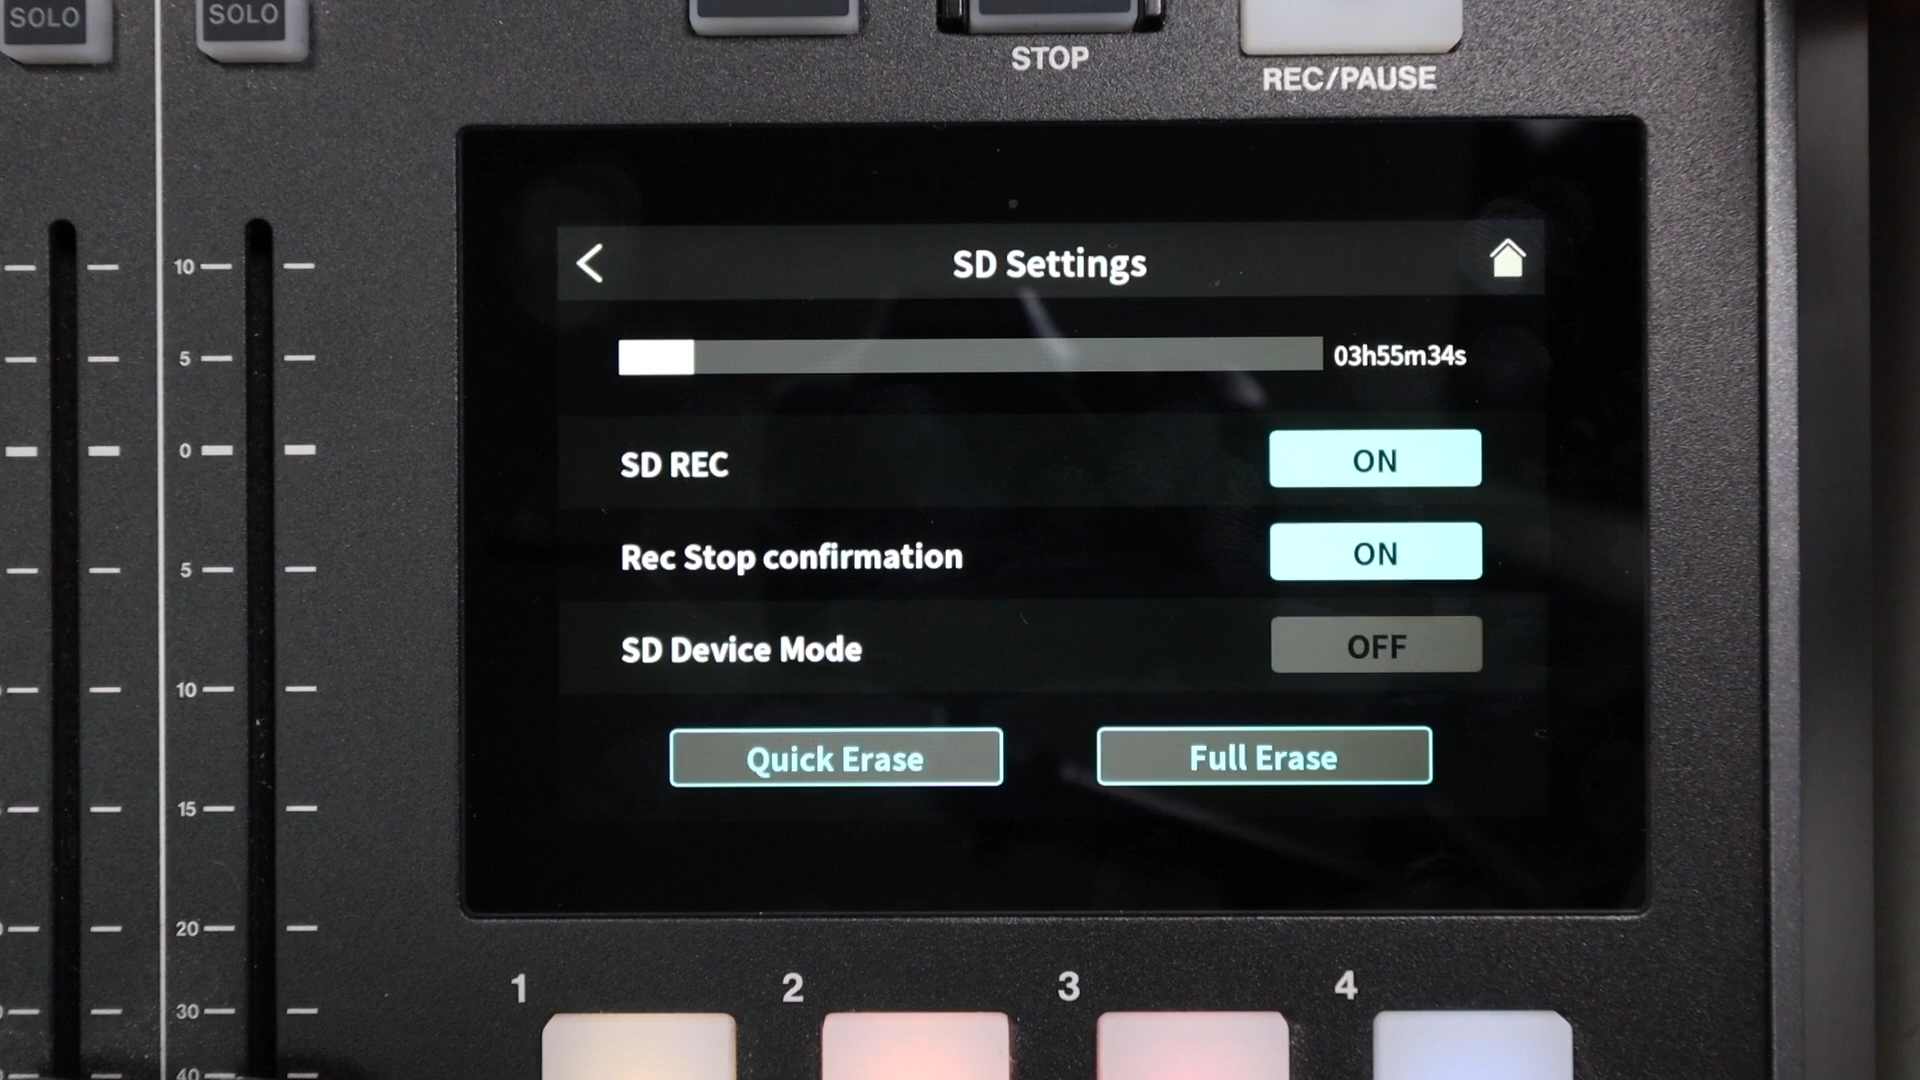 SOLO
SOLO
STOP
REC/PAUSE
SD Settings
03h55m34s
SD REC
ON
Rec Stop confirmation
ON
SD Device Mode
OFF
Quick Erase
Full Erase
10
5
0
5
10
15
20
30
40
1
2
3
4